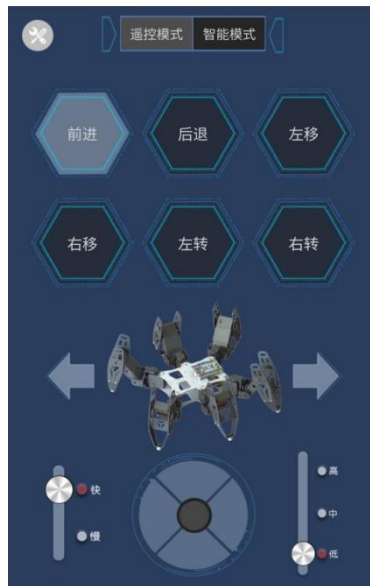 遥控模式 智能模式
前进 后退 左移
右移 左转 右转
快
慢
高
中
低